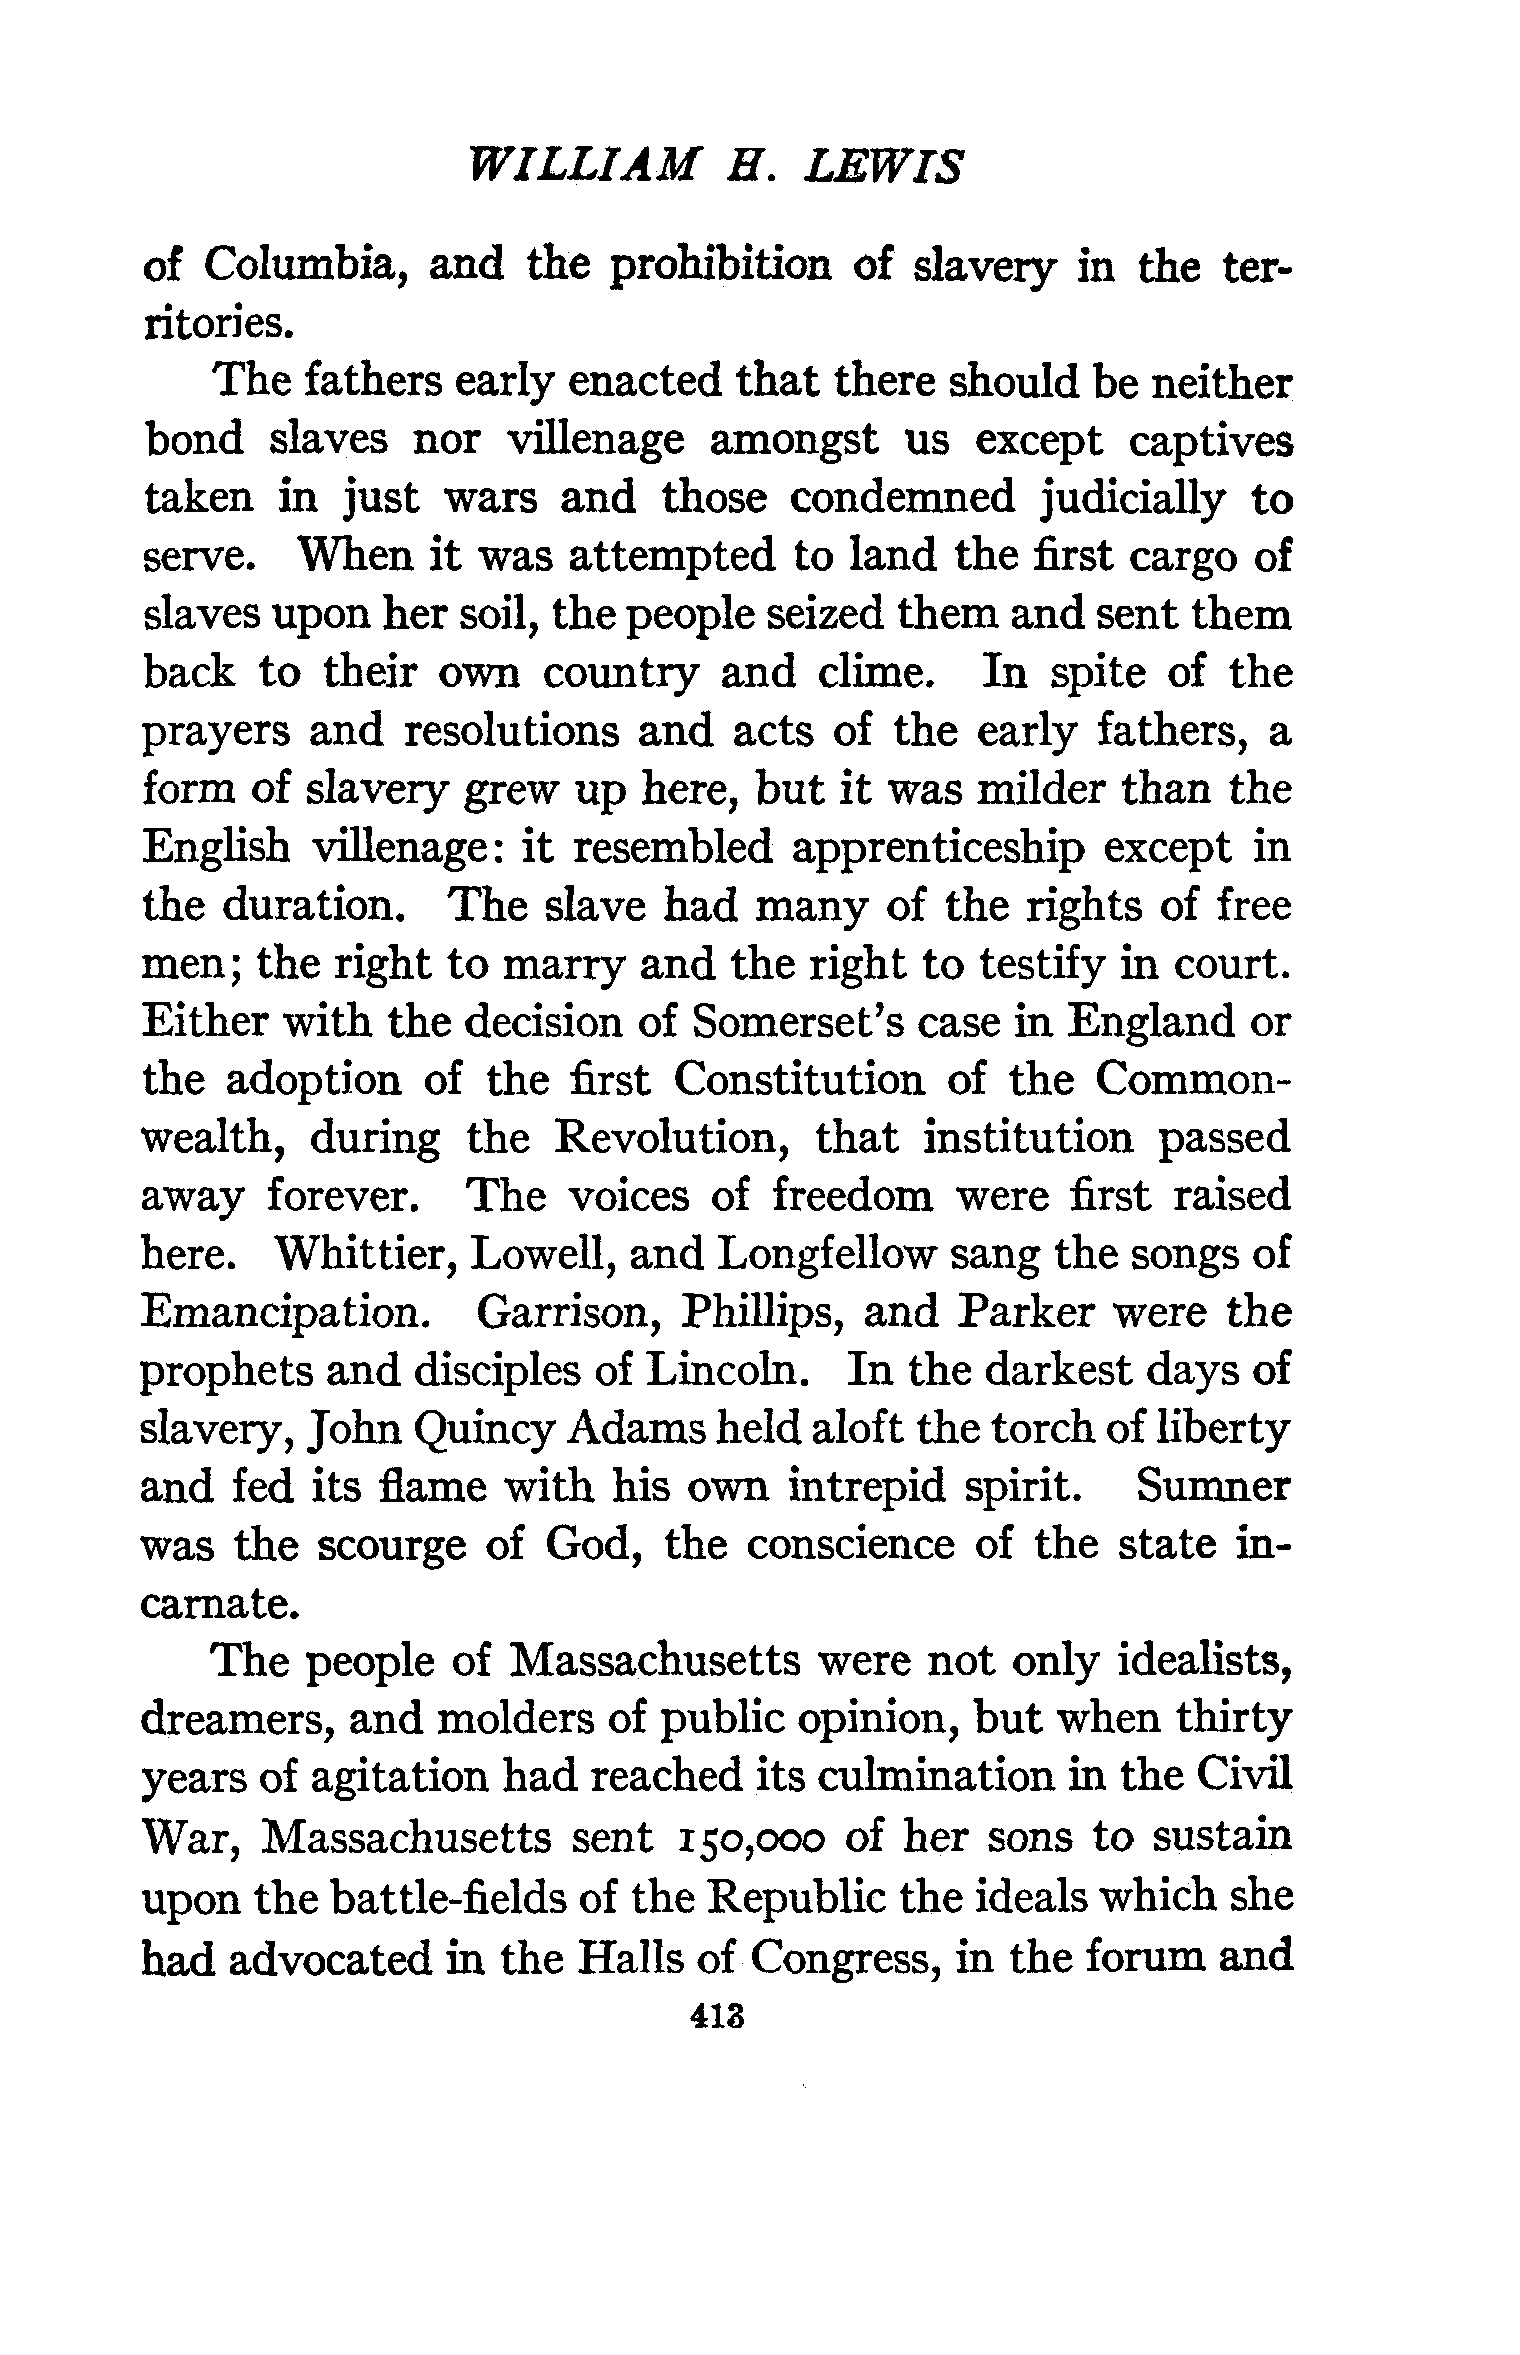 WILLIAM H. LEWIS
of Columbia, and the prohibition of slavery in the ter-
ritories.
The fathers early enacted that there should be neither
bond slaves nor villenage amongst us except captives
taken in just wars and those condemned judicially to
serve. When it was attempted to land the first cargo of
slaves upon her soil, the people seized them and sent them
back to their own country and clime. In spite of the
prayers and resolutions and acts of the early fathers, a
form of slavery grew up here, but it was milder than the
English villenage: it resembled apprenticeship except in
the duration. The slave had many of the rights of free
men; the right to marry and the right to testify in court.
Either with the decision of Somerset's case in England or
the adoption of the first Constitution of the Common-
wealth, during the Revolution, that institution passed
away forever. The voices of freedom were first raised
here. Whittier, Lowell, and Longfellow sang the songs of
Emancipation. Garrison, Phillips, and Parker were the
prophets and disciples of Lincoln. In the darkest days of
slavery, John Quincy Adams held aloft the torch of liberty
and fed its flame with his own intrepid spirit. Sumner
was the scourge of God, the conscience of the state in-
carnate.
The people of Massachusetts were not only idealists,
dreamers, and molders of public opinion, but when thirty
years of agitation had reached its culmination in the Civil
War, Massachusetts sent 150,000 of her sons to sustain
upon the battle-fields of the Republic the ideals which she
had advocated in the Halls of Congress, in the forum and
413